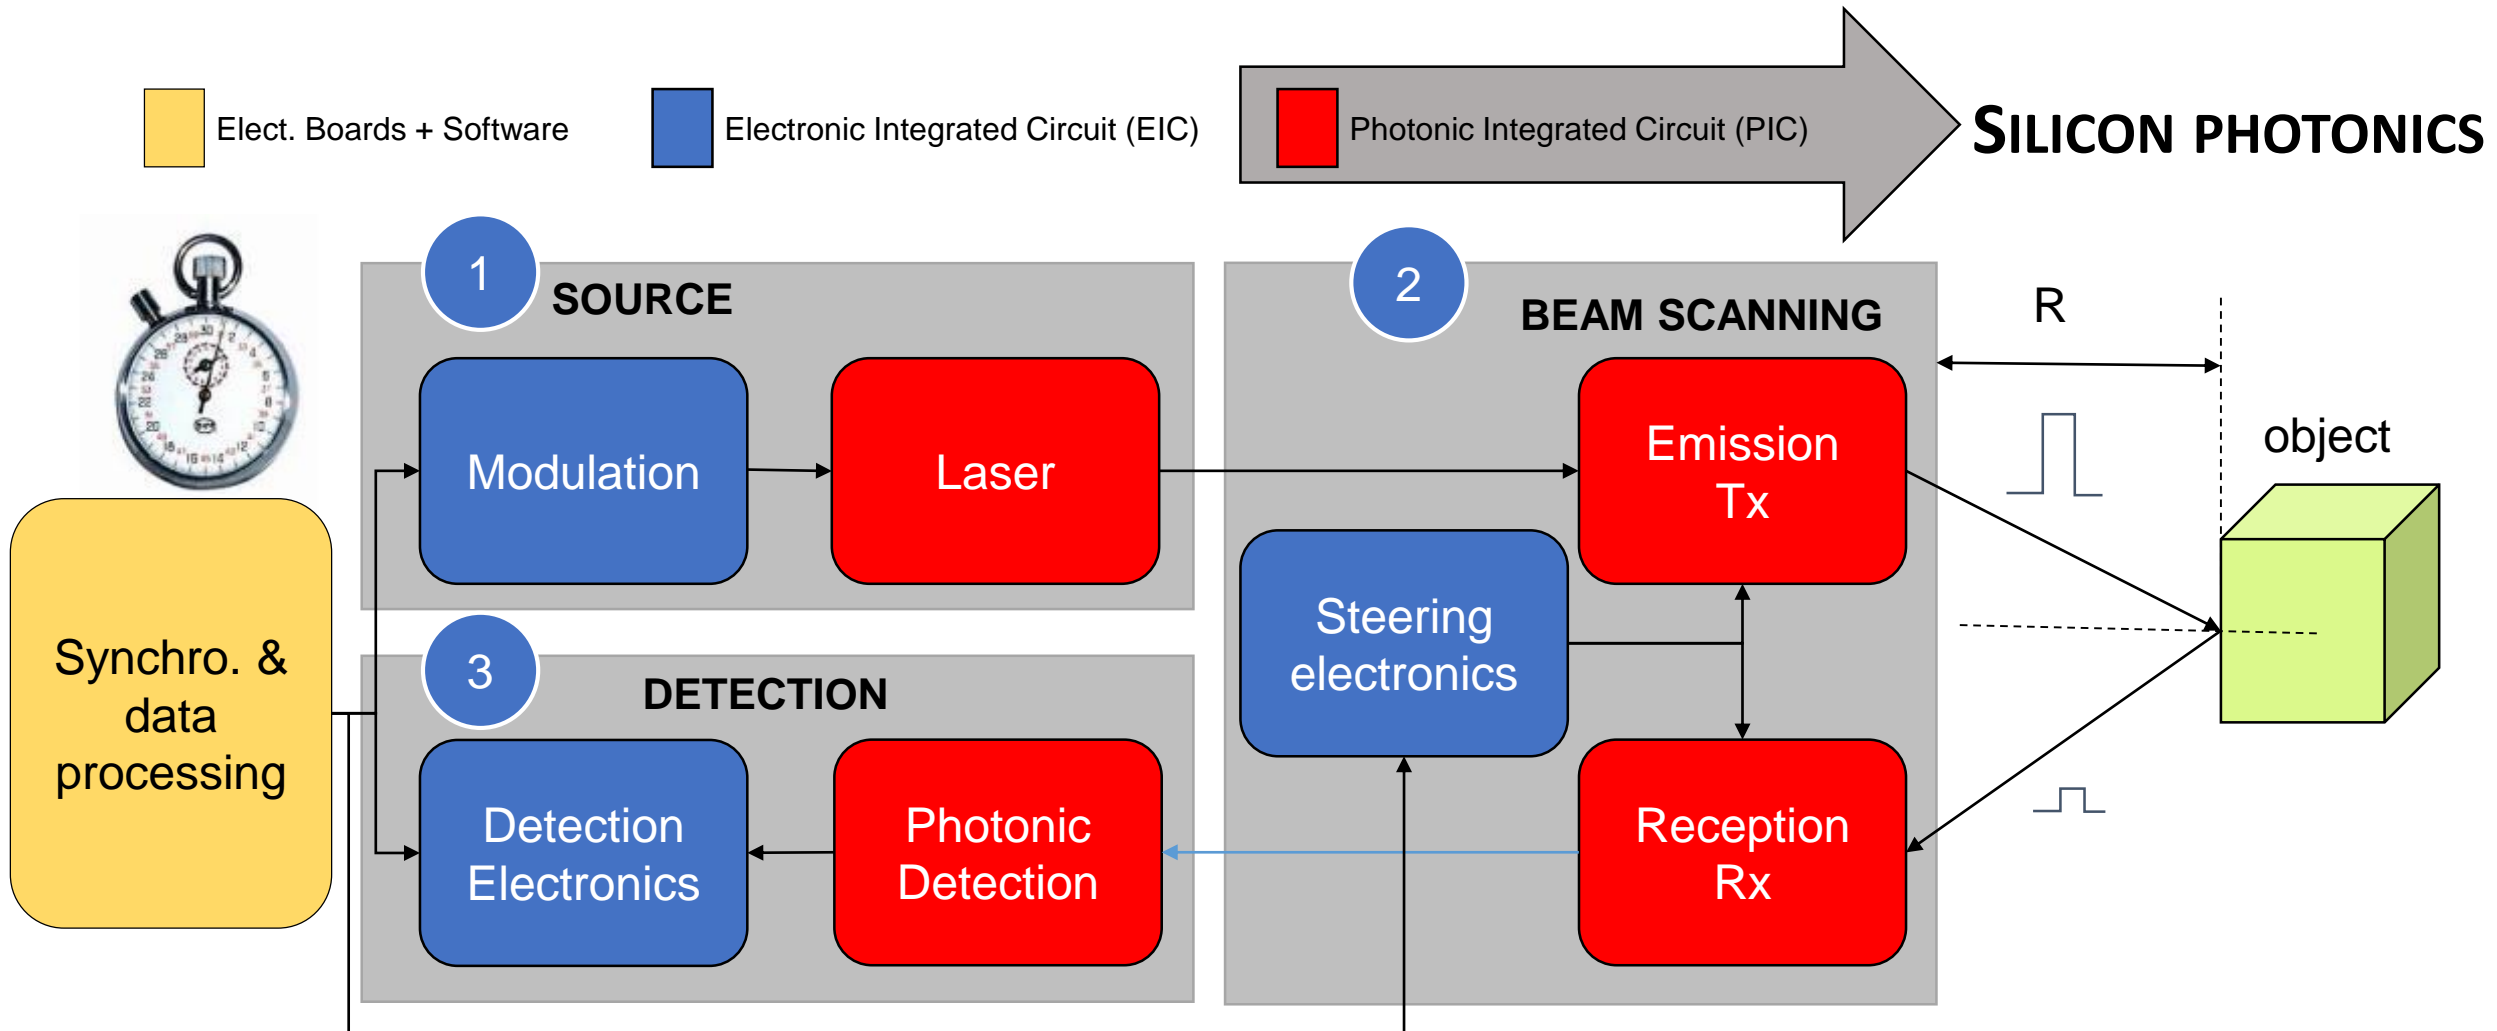 Elect. Boards + Software
Electronic Integrated Circuit (EIC)
Photonic Integrated Circuit (PIC)
SILICON PHOTONICS
1
SOURCE
2
BEAM SCANNING
R
object
Modulation
Laser
Emission
Tx
Steering
electronics
Synchro. &
data
processing
3
DETECTION
Detection
Electronics
Photonic
Detection
Reception
Rx